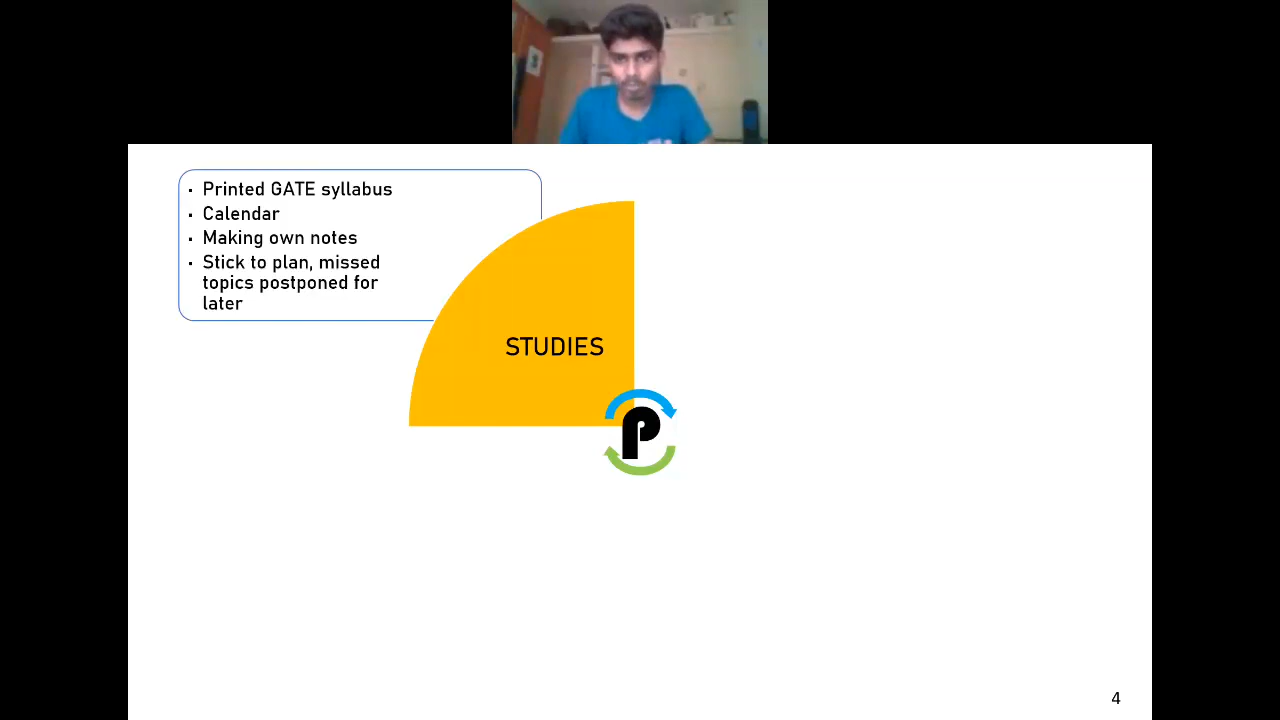 ▪ Printed GATE syllabus
▪ Calendar
▪ Making own notes
▪ Stick to plan, missed
topics postponed for
later
STUDIES
P
4